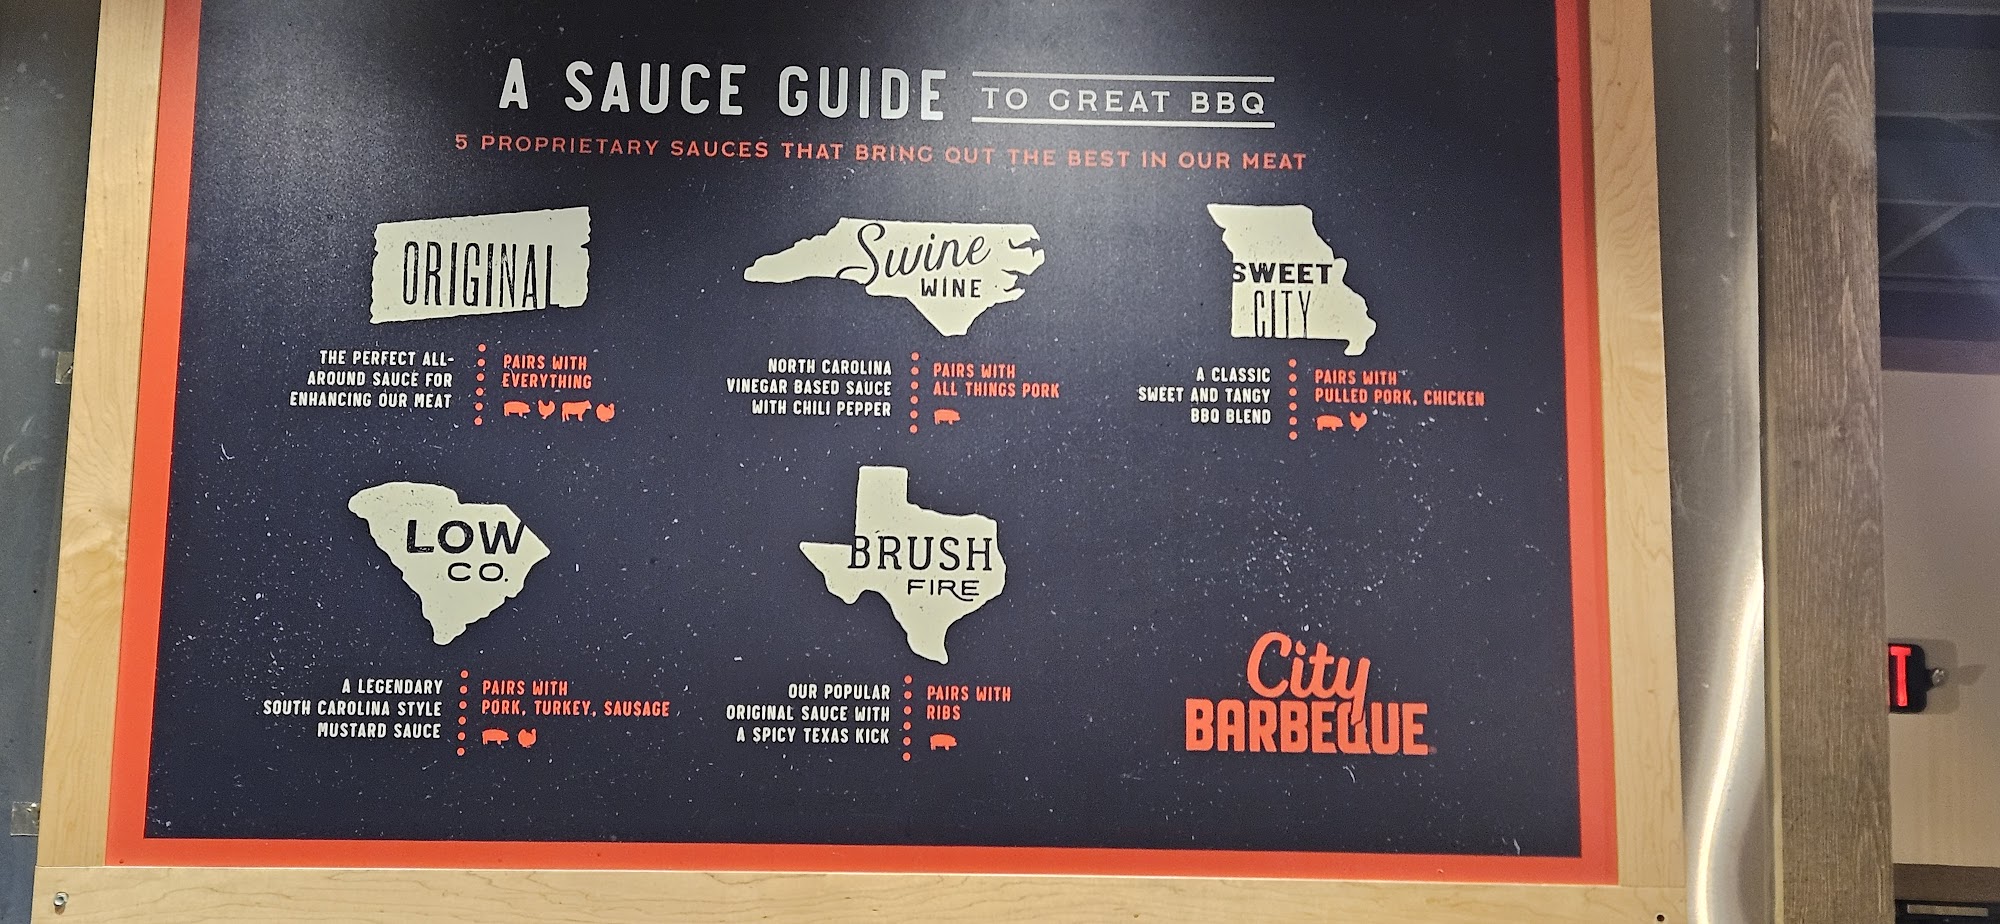 A SAUCE GUIDE TO GREAT BBQ
5 PROPRIETARY SAUCES THAT BRING OUT THE BEST IN OUR MEAT
ORIGINAL
THE PERFECT ALL-
AROUND SAUCE FOR
ENHANCING OUR MEAT
PAIRS WITH
EVERYTHING
Swine
WINE
NORTH CAROLINA
VINEGAR BASED SAUCE
WITH CHILI PEPPER
PAIRS WITH
ALL THINGS PORK
SWEET
CITY
A CLASSIC
SWEET AND TANGY
BBQ BLEND
PAIRS WITH
PULLED PORK, CHICKEN
LOW
CO.
A LEGENDARY
SOUTH CAROLINA STYLE
MUSTARD SAUCE
PAIRS WITH
PORK, TURKEY, SAUSAGE
BRUSH
FIRE
OUR POPULAR
ORIGINAL SAUCE WITH
A SPICY TEXAS KICK
PAIRS WITH
RIBS
City
BARBEQUE
T